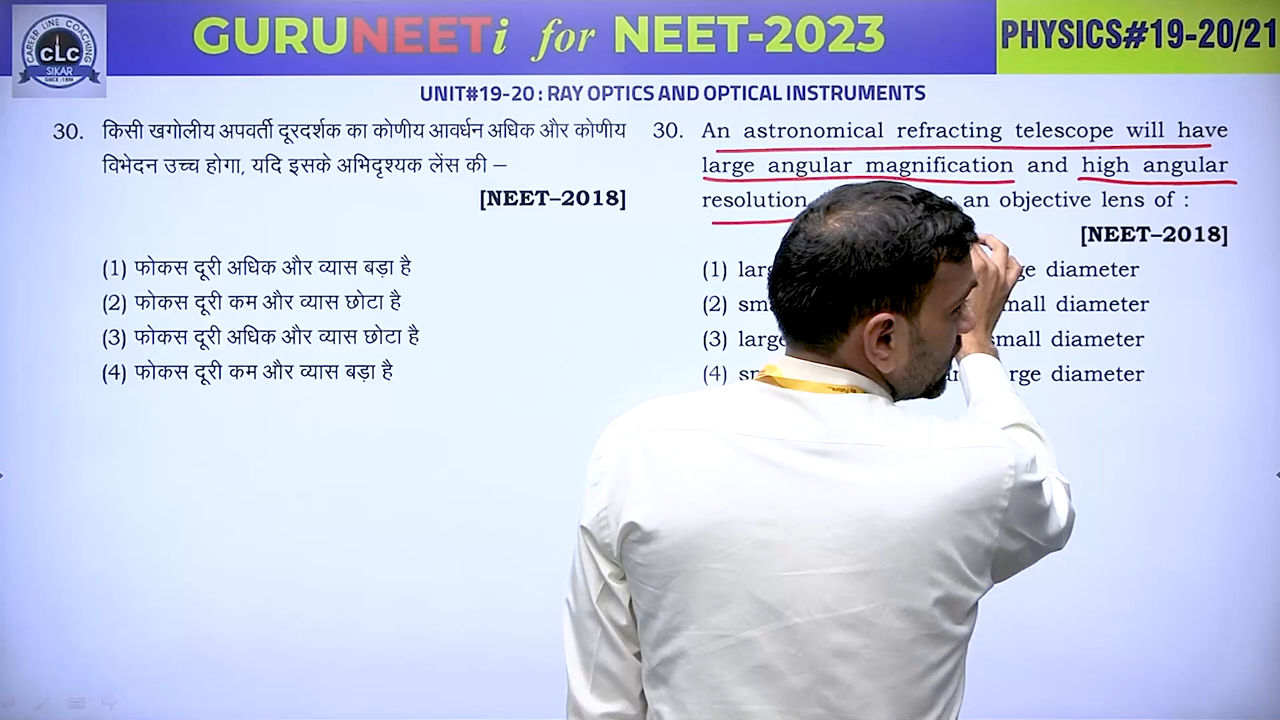 GURUNEETi for NEET-2023
PHYSICS#19-20/21
CAREER LINE COACHING
CLC
SIKAR
SINCE : 1996
UNIT#19-20 : RAY OPTICS AND OPTICAL INSTRUMENTS
30. किसी खगोलीय अपवर्ती दूरदर्शक का कोणीय आवर्धन अधिक और कोणीय
विभेदन उच्च होगा, यदि इसके अभिदृश्यक लेंस की –
[NEET–2018]
(1) फोकस दूरी अधिक और व्यास बड़ा है
(2) फोकस दूरी कम और व्यास छोटा है
(3) फोकस दूरी अधिक और व्यास छोटा है
(4) फोकस दूरी कम और व्यास बड़ा है
30. An astronomical refracting telescope will have
large angular magnification and high angular
resolution, an objective lens of :
[NEET–2018]
(1) diameter
(2) small diameter
(3) large small diameter
(4) diameter